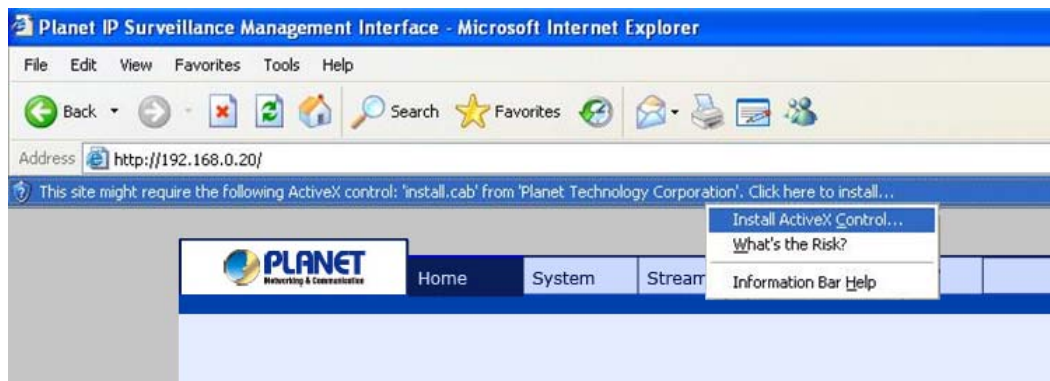 Planet IP Surveillance Management Interface - Microsoft Internet Explorer
File Edit View Favorites Tools Help
Back Search Favorites
Address http://192.168.0.20/
This site might require the following ActiveX control: 'install.cab' from 'Planet Technology Corporation'. Click here to install...
Install ActiveX Control...
What's the Risk?
Information Bar Help
PLANET
Networking & Communication
Home System Stream